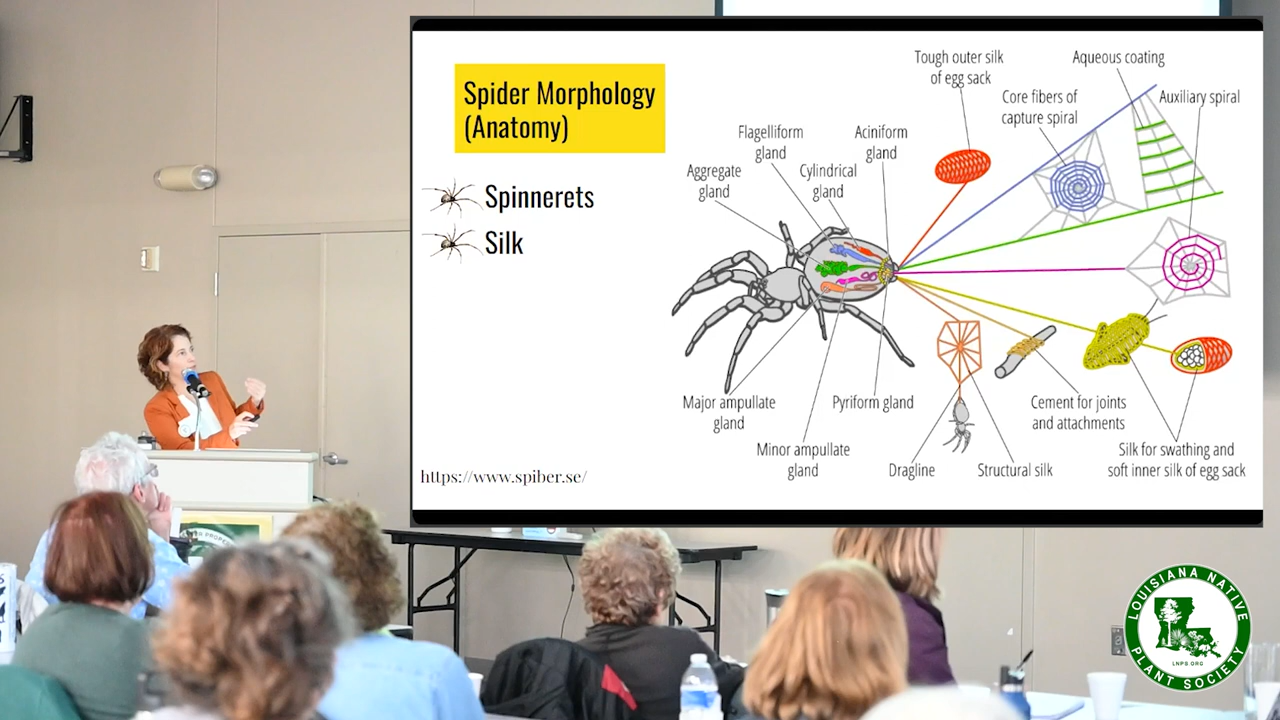 Spider Morphology
(Anatomy)
Spinnerets
Silk
https://www.spiber.se/
Tough outer silk
of egg sack
Aqueous coating
Core fibers of
capture spiral
Auxiliary spiral
Flagelliform
gland
Aciniform
gland
Aggregate
gland
Cylindrical
gland
Major ampullate
gland
Pyriform gland
Minor ampullate
gland
Dragline
Structural silk
Cement for joints
and attachments
Silk for swathing and
soft inner silk of egg sack
LOUISIANA NATIVE
PLANT SOCIETY
LNPS.ORG